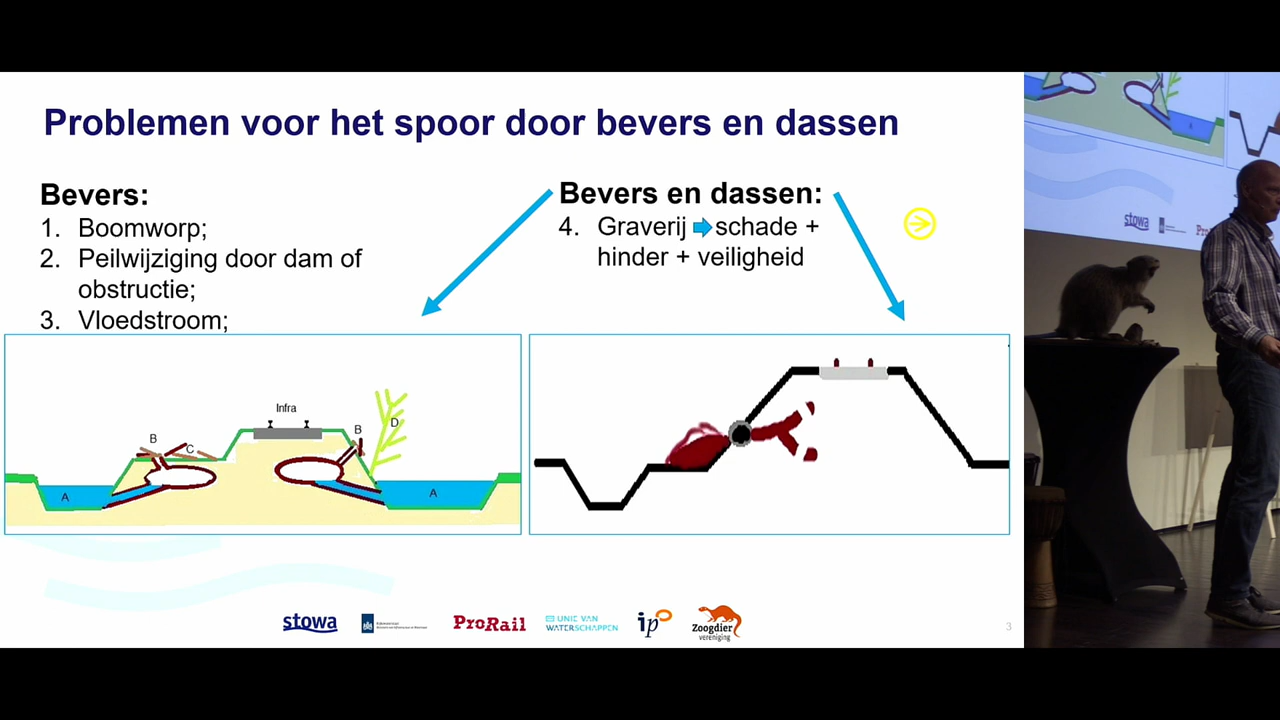 Problemen voor het spoor door bevers en dassen
Bevers:
1. Boomworp;
2. Peilwijziging door dam of
obstructie;
3. Vloedstroom;
Bevers en dassen:
4. Graverij schade +
hinder + veiligheid
Infra
B
C
B
D
A
A
stowa
ProRail
UNIE VAN
WATERSCHAPPEN
ip
Zoogdier
vereniging
3
stowa